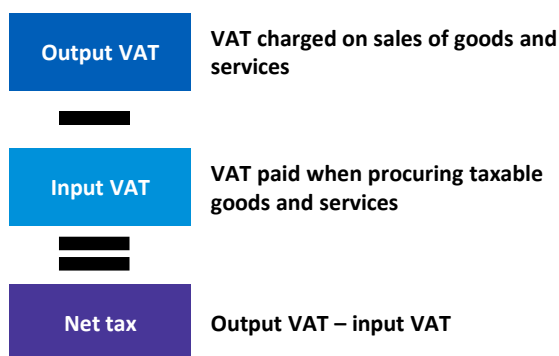 Output VAT
VAT charged on sales of goods and
services
Input VAT
VAT paid when procuring taxable
goods and services
Net tax
Output VAT – input VAT